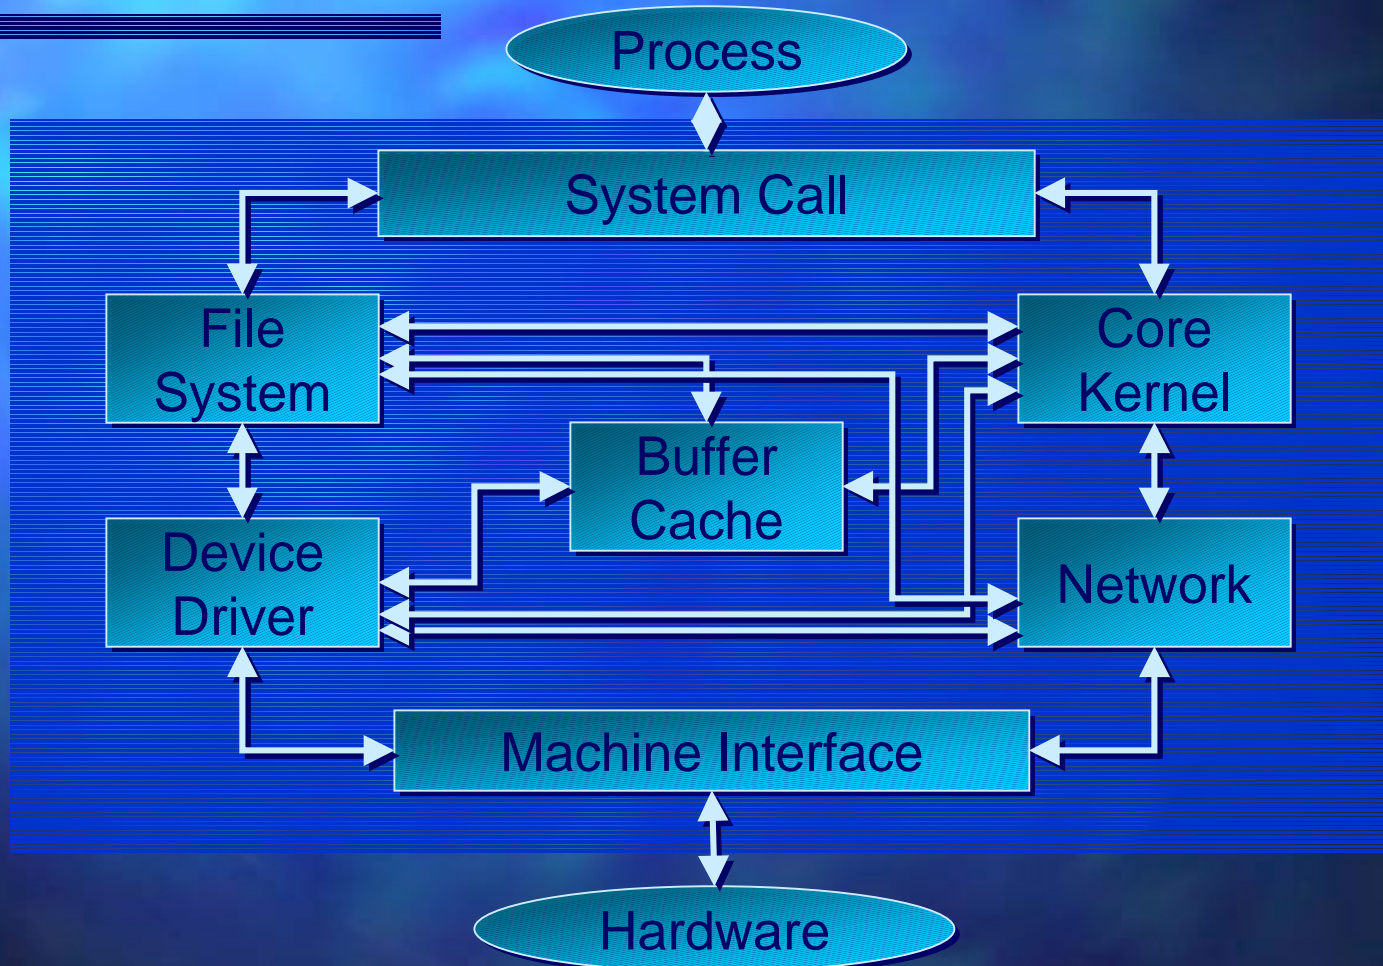 Process
System Call
File
System
Core
Kernel
Buffer
Cache
Device
Driver
Network
Machine Interface
Hardware